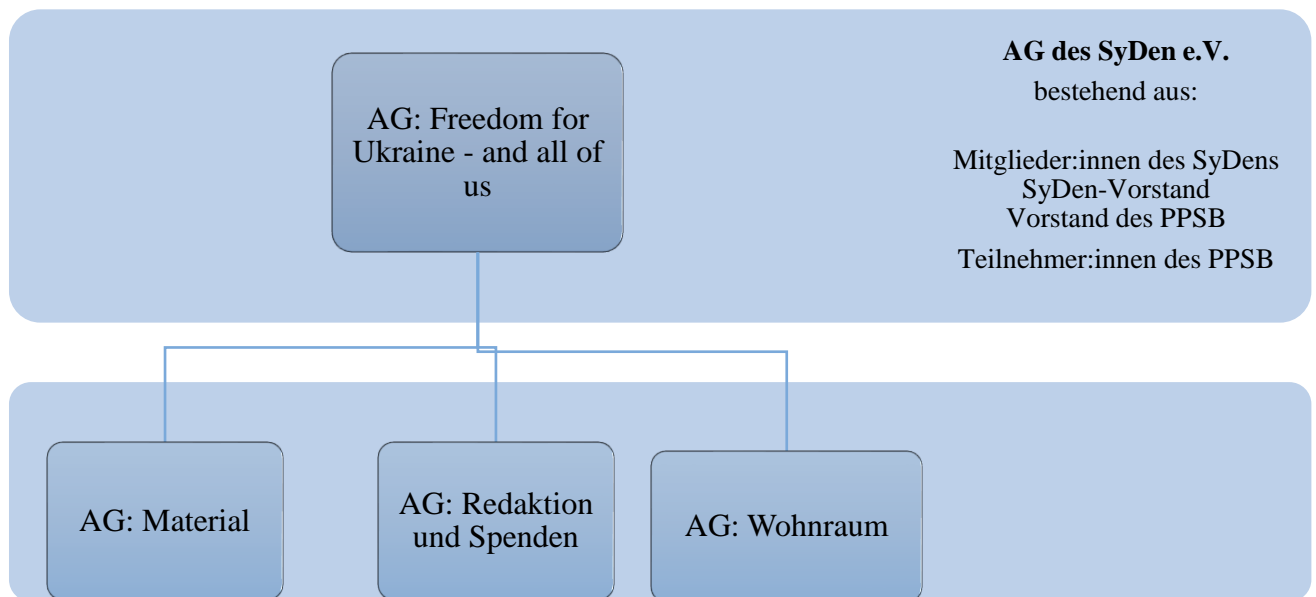 AG: Freedom for
Ukraine - and all of
us
AG des SyDen e.V.
bestehend aus:
Mitglieder:innen des SyDens
SyDen-Vorstand
Vorstand des PPSB
Teilnehmer:innen des PPSB
AG: Material
AG: Redaktion
und Spenden
AG: Wohnraum